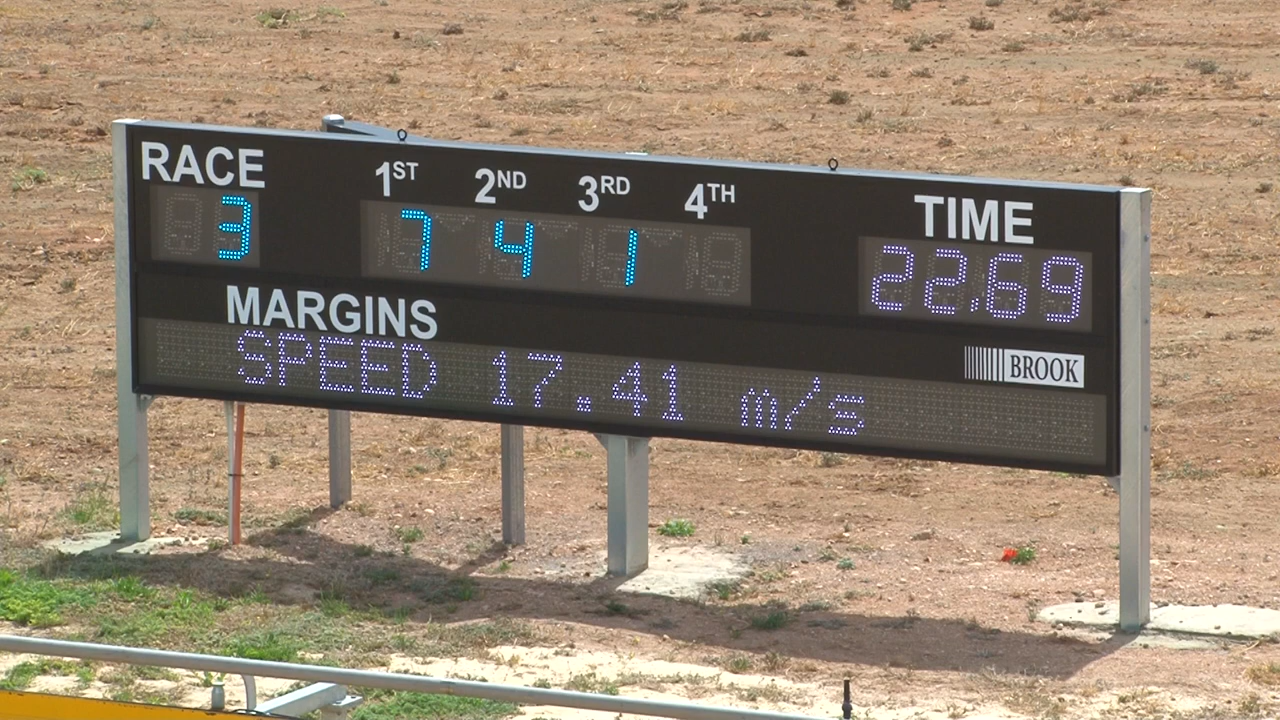 RACE 1ST 2ND 3RD 4TH TIME
3 7 4 1 22.69
MARGINS
BROOK
SPEED 17.41 m/s